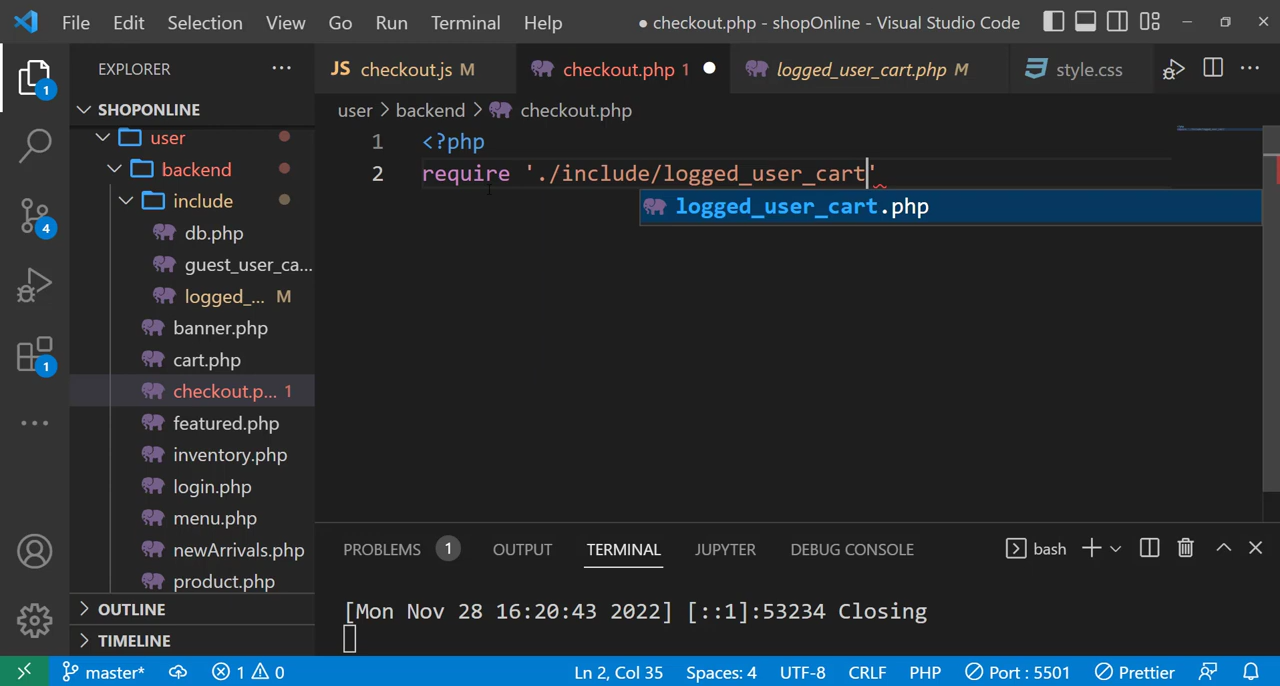 File Edit Selection View Go Run Terminal Help ● checkout.php - shopOnline - Visual Studio Code
EXPLORER ...
JS checkout.js M
checkout.php 1 ●
logged_user_cart.php M
style.css
SHOPONLINE
user > backend > checkout.php
user
backend
include
db.php
guest_user_ca...
logged_... M
banner.php
cart.php
checkout.p... 1
featured.php
inventory.php
login.php
menu.php
newArrivals.php
product.php
OUTLINE
TIMELINE
1
4
1
1 <?php
2 require './include/logged_user_cart'
logged_user_cart.php
PROBLEMS 1 OUTPUT TERMINAL JUPYTER DEBUG CONSOLE bash
[Mon Nov 28 16:20:43 2022] [::1]:53234 Closing
master* 1 0 Ln 2, Col 35 Spaces: 4 UTF-8 CRLF PHP Port : 5501 Prettier